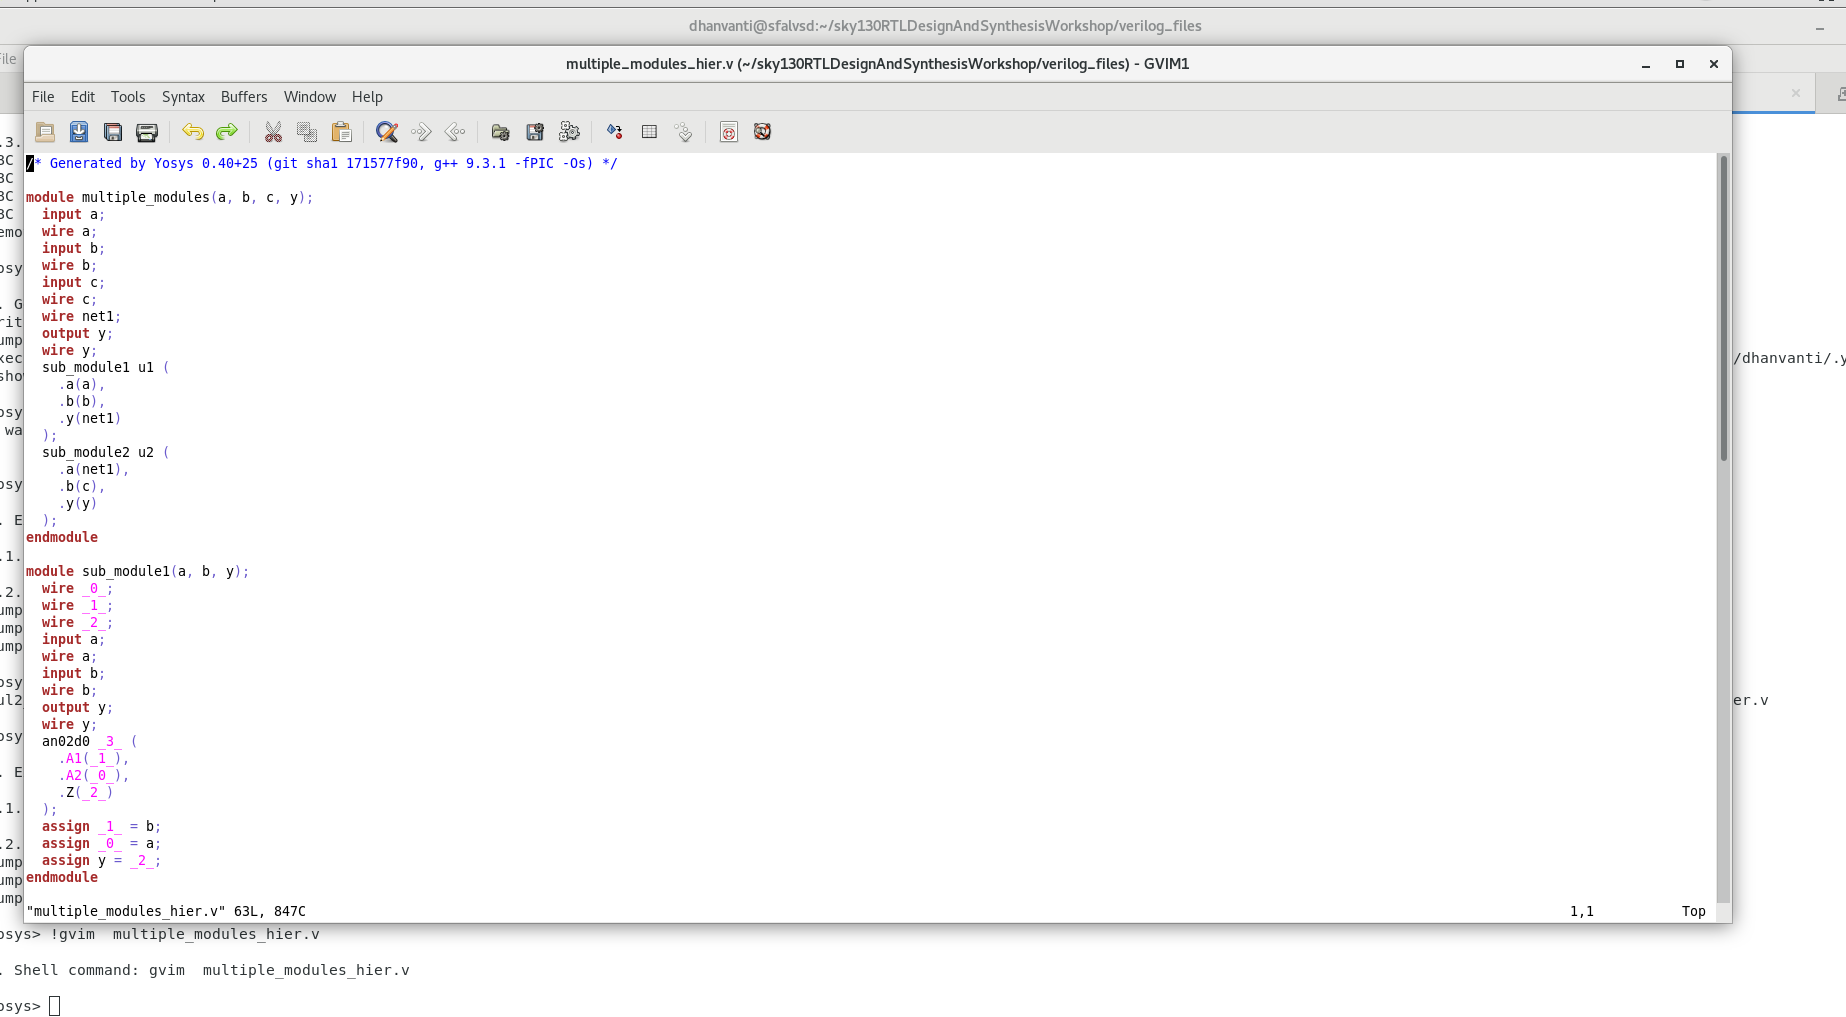 dhanvanti@sfalvsd:~/sky130RTLDesignAndSynthesisWorkshop/verilog_files
File
multiple_modules_hier.v (~/sky130RTLDesignAndSynthesisWorkshop/verilog_files) - GVIM1
File Edit Tools Syntax Buffers Window Help
/* Generated by Yosys 0.40+25 (git sha1 171577f90, g++ 9.3.1 -fPIC -Os) */
module multiple_modules(a, b, c, y);
input a;
wire a;
input b;
wire b;
input c;
wire c;
wire net1;
output y;
wire y;
sub_module1 u1 (
.a(a),
.b(b),
.y(net1)
);
sub_module2 u2 (
.a(net1),
.b(c),
.y(y)
);
endmodule
module sub_module1(a, b, y);
wire _0_;
wire _1_;
wire _2_;
input a;
wire a;
input b;
wire b;
output y;
wire y;
an02d0 _3_ (
.A1(_1_),
.A2(_0_),
.Z(_2_)
);
assign _1_ = b;
assign _0_ = a;
assign y = _2_;
endmodule
"multiple_modules_hier.v" 63L, 847C 1,1 Top
/dhanvanti/.y
er.v
osys> !gvim  multiple_modules_hier.v
. Shell command: gvim  multiple_modules_hier.v
osys>